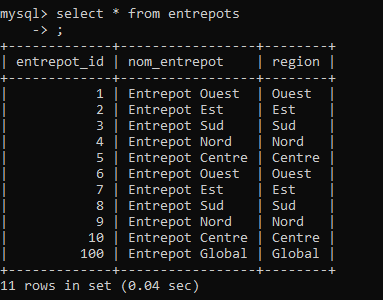 mysql> select * from entrepots
    -> ;
+-------------+-----------------+--------+
| entrepot_id | nom_entrepot    | region |
+-------------+-----------------+--------+
|           1 | Entrepot Ouest  | Ouest  |
|           2 | Entrepot Est    | Est    |
|           3 | Entrepot Sud    | Sud    |
|           4 | Entrepot Nord   | Nord   |
|           5 | Entrepot Centre | Centre |
|           6 | Entrepot Ouest  | Ouest  |
|           7 | Entrepot Est    | Est    |
|           8 | Entrepot Sud    | Sud    |
|           9 | Entrepot Nord   | Nord   |
|          10 | Entrepot Centre | Centre |
|         100 | Entrepot Global | Global |
+-------------+-----------------+--------+
11 rows in set (0.04 sec)